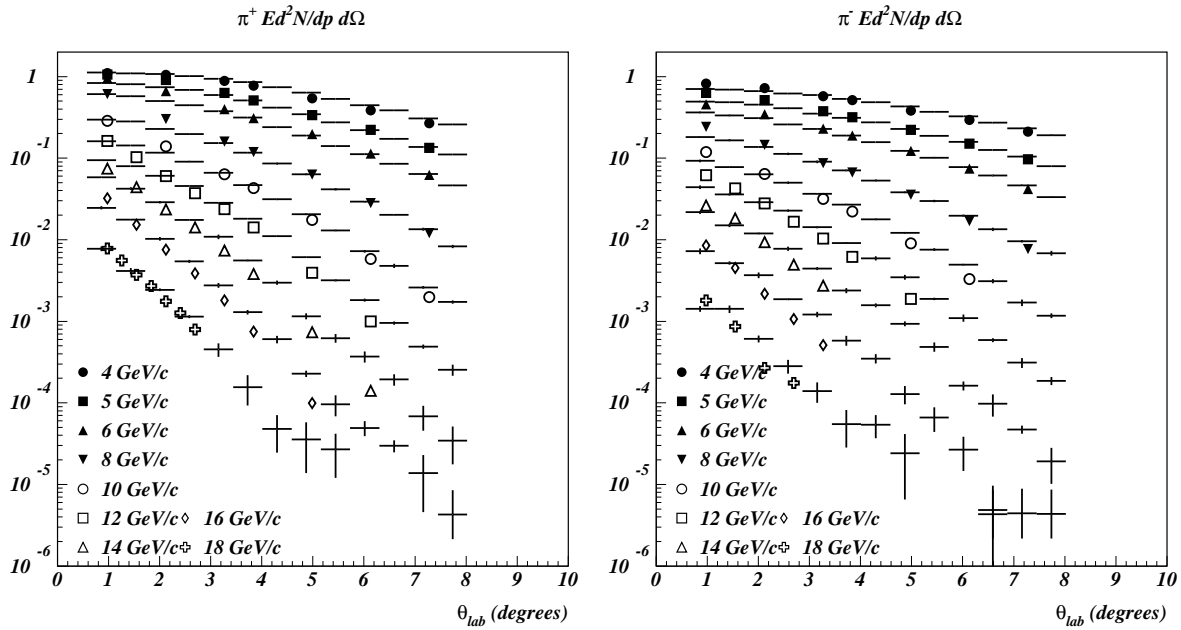 π⁺ Ed²N/dp dΩ
1
10⁻¹
10⁻²
10⁻³
10⁻⁴
10⁻⁵
10⁻⁶
4 GeV/c
5 GeV/c
6 GeV/c
8 GeV/c
10 GeV/c
12 GeV/c 16 GeV/c
14 GeV/c 18 GeV/c
0 1 2 3 4 5 6 7 8 9 10
θlab (degrees)
π⁻ Ed²N/dp dΩ
1
10⁻¹
10⁻²
10⁻³
10⁻⁴
10⁻⁵
10⁻⁶
4 GeV/c
5 GeV/c
6 GeV/c
8 GeV/c
10 GeV/c
12 GeV/c 16 GeV/c
14 GeV/c 18 GeV/c
0 1 2 3 4 5 6 7 8 9 10
θlab (degrees)